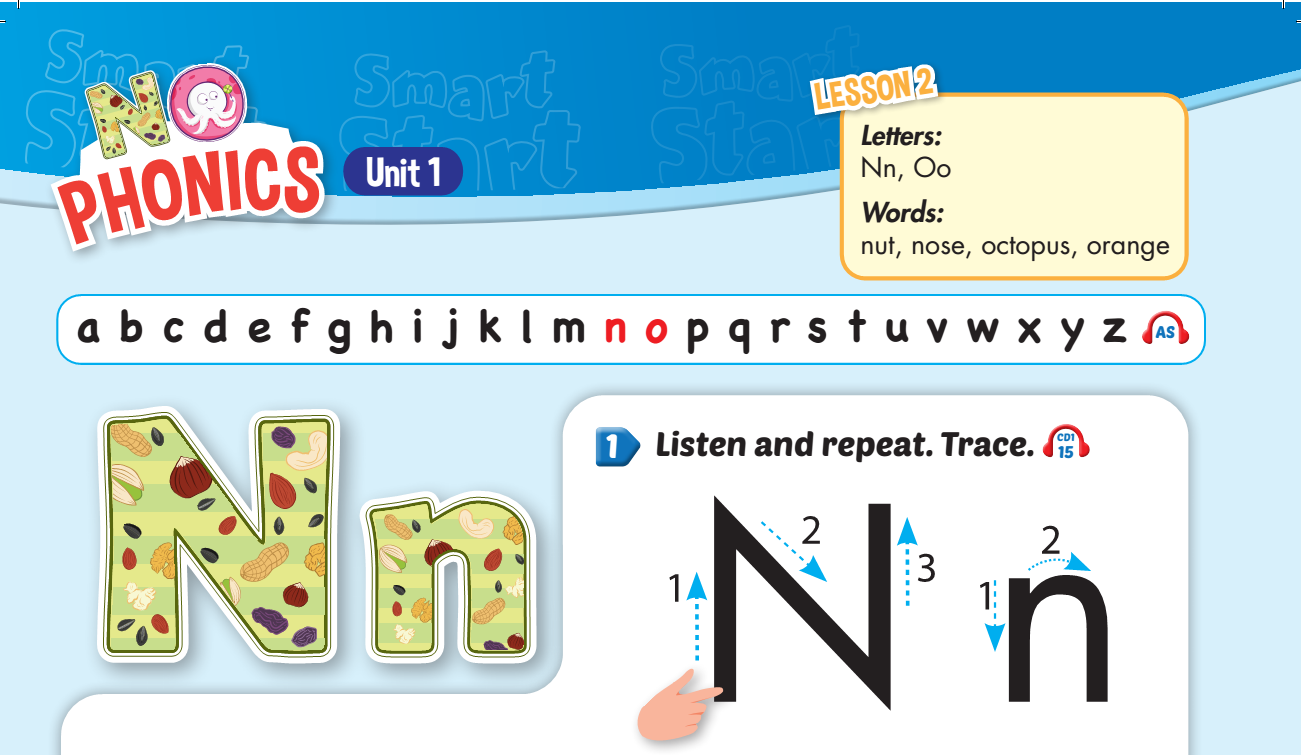 Smart Smart Smart
Start Start Start
NO
PHONICS
Unit 1
LESSON 2
Letters:
Nn, Oo
Words:
nut, nose, octopus, orange
a b c d e f g h i j k l m n o p q r s t u v w x y z AS
Nn
1 Listen and repeat. Trace. CD1 15
1 2 3
N
1 2
n